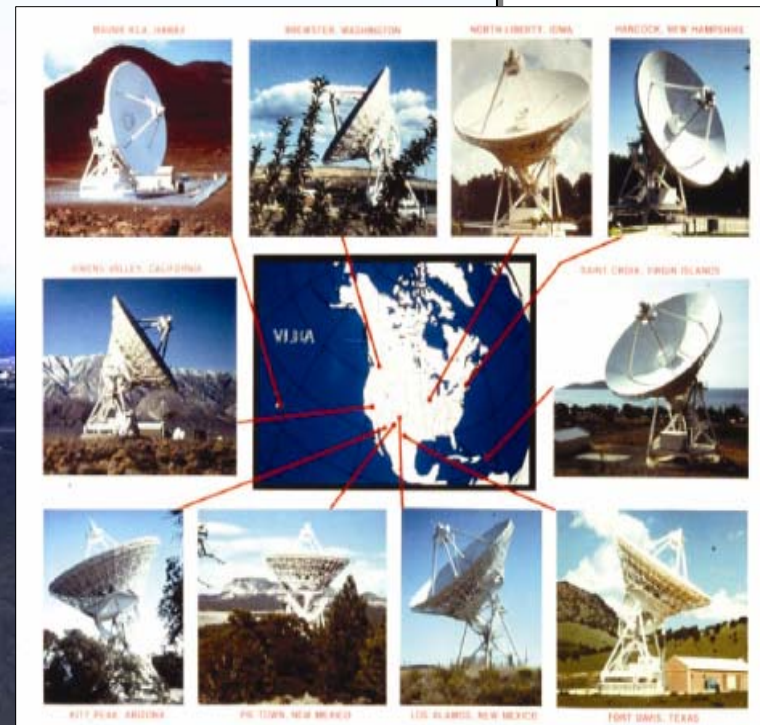 MAUNA KEA, HAWAII
BREWSTER, WASHINGTON
NORTH LIBERTY, IOWA
HANCOCK, NEW HAMPSHIRE
OWENS VALLEY, CALIFORNIA
SAINT CROIX, VIRGIN ISLANDS
VLBA
KITT PEAK, ARIZONA
PIE TOWN, NEW MEXICO
LOS ALAMOS, NEW MEXICO
FORT DAVIS, TEXAS